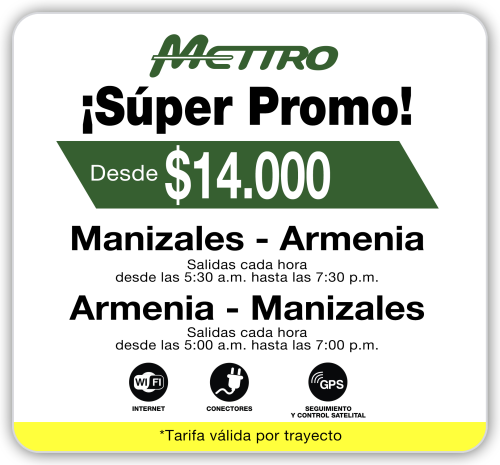 METTRO
¡Súper Promo!
Desde $14.000
Manizales - Armenia
Salidas cada hora
desde las 5:30 a.m. hasta las 7:30 p.m.
Armenia - Manizales
Salidas cada hora
desde las 5:00 a.m. hasta las 7:00 p.m.
WI FI
GPS
INTERNET
CONECTORES
SEGUIMIENTO
Y CONTROL SATELITAL
*Tarifa válida por trayecto